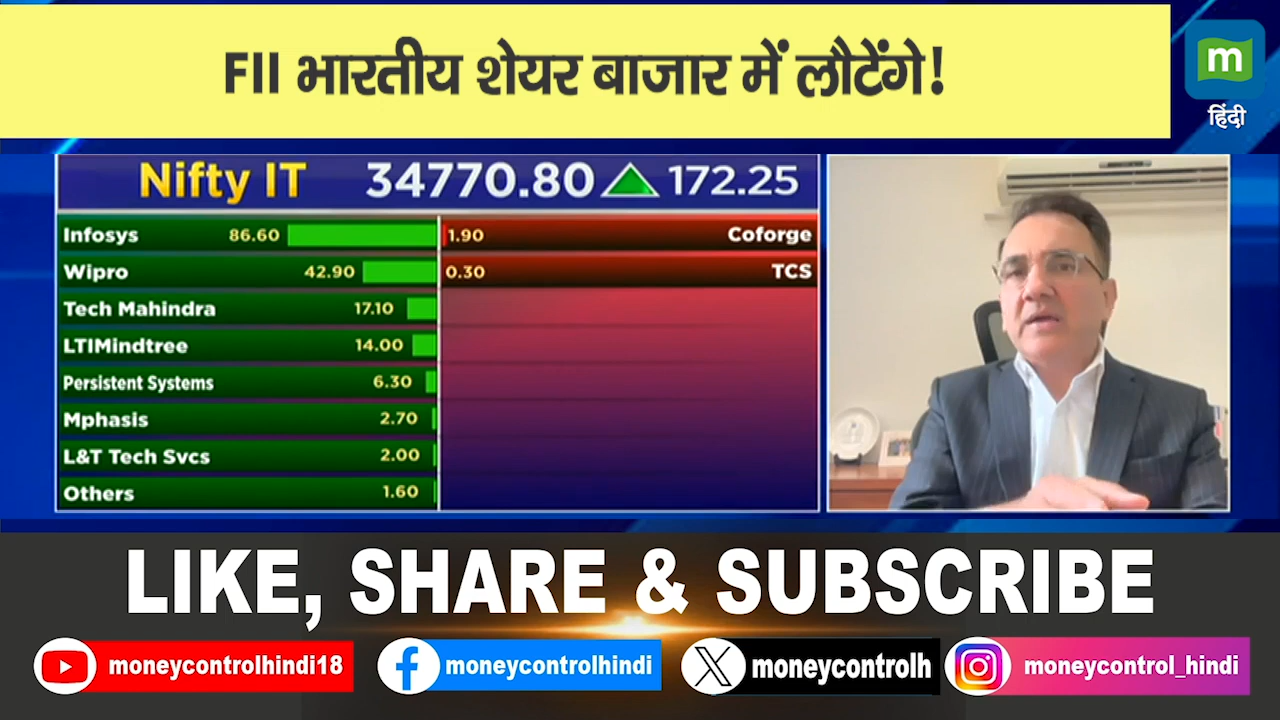 FII भारतीय शेयर बाजार में लौटेंगे!
m
हिंदी
Nifty IT 34770.80 172.25
Infosys 86.60 1.90 Coforge
Wipro 42.90 0.30 TCS
Tech Mahindra 17.10
LTIMindtree 14.00
Persistent Systems 6.30
Mphasis 2.70
L&T Tech Svcs 2.00
Others 1.60
LIKE, SHARE & SUBSCRIBE
moneycontrolhindi18 moneycontrolhindi moneycontrolh moneycontrol_hindi